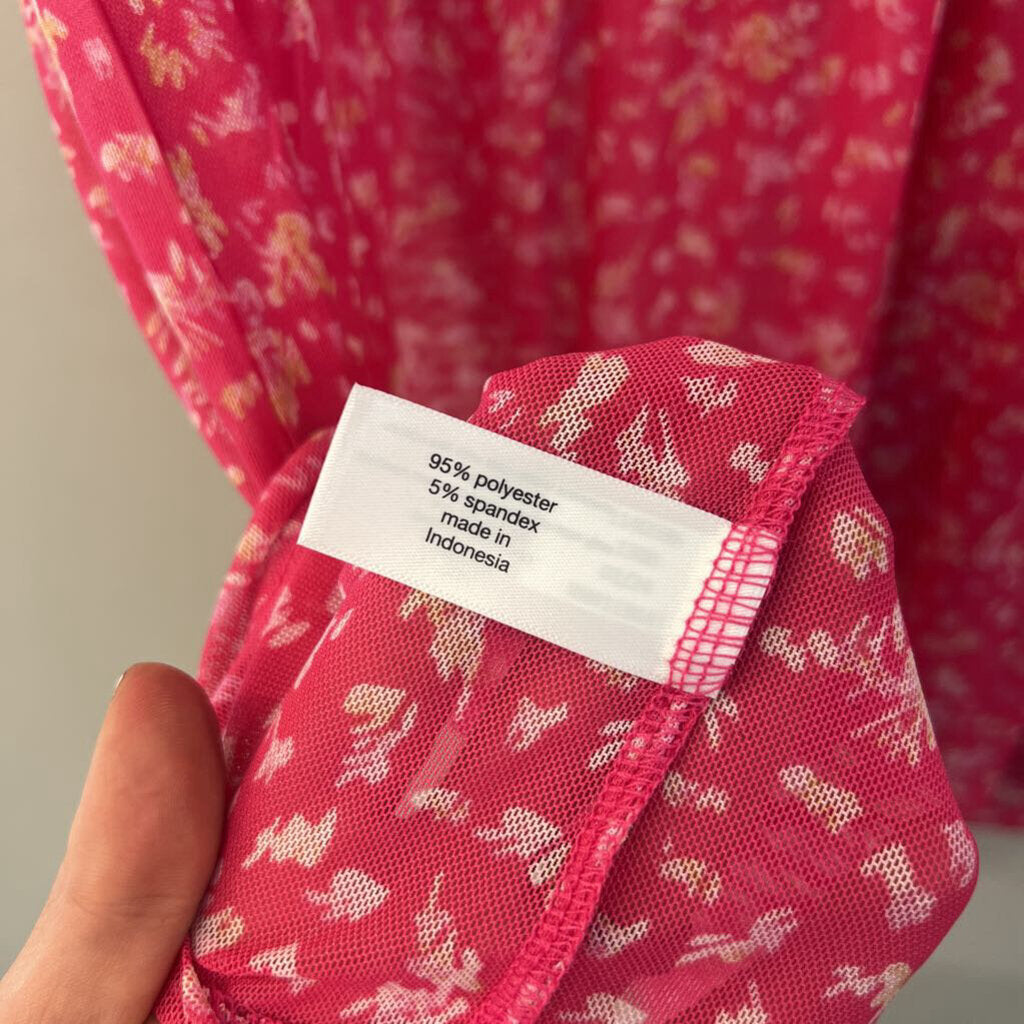 95% polyester
5% spandex
made in
Indonesia